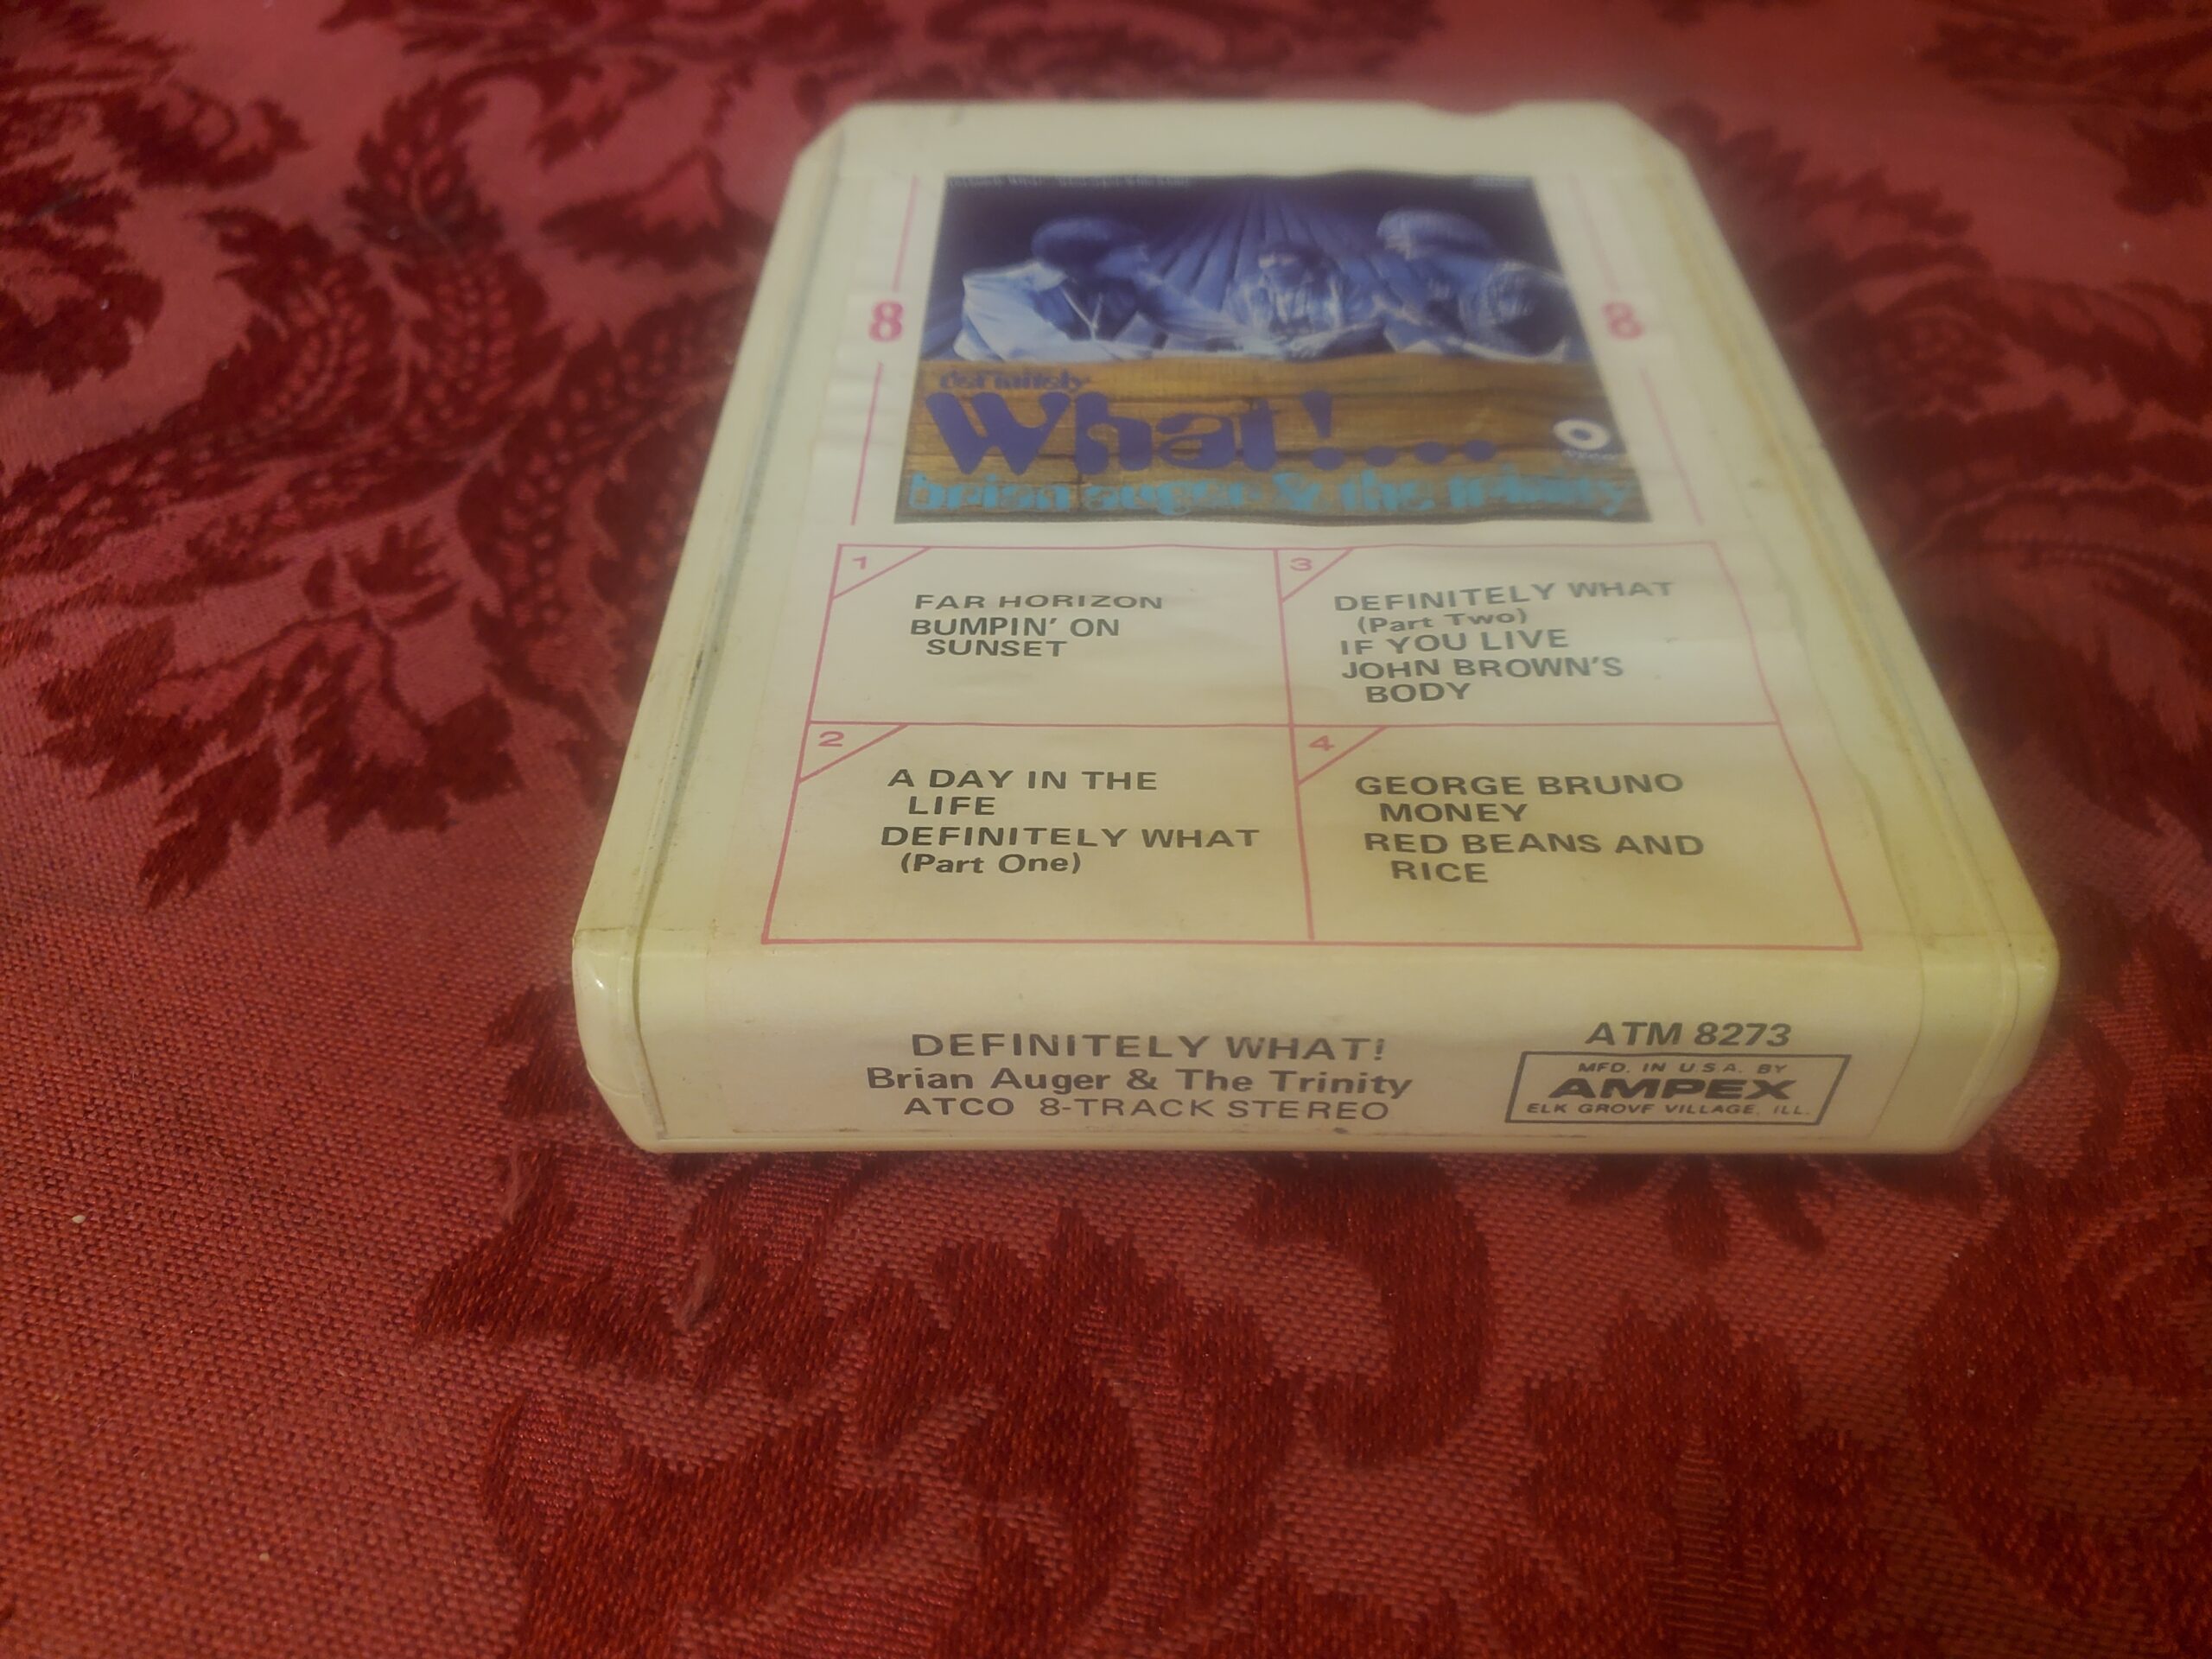 8
8
definitely
What!....
brian auger & the trinity
1
FAR HORIZON
BUMPIN' ON
SUNSET
3
DEFINITELY WHAT
(Part Two)
IF YOU LIVE
JOHN BROWN'S
BODY
2
A DAY IN THE
LIFE
DEFINITELY WHAT
(Part One)
4
GEORGE BRUNO
MONEY
RED BEANS AND
RICE
DEFINITELY WHAT!
Brian Auger & The Trinity
ATCO 8-TRACK STEREO
ATM 8273
MFD. IN U.S.A. BY
AMPEX
ELK GROVE VILLAGE, ILL.